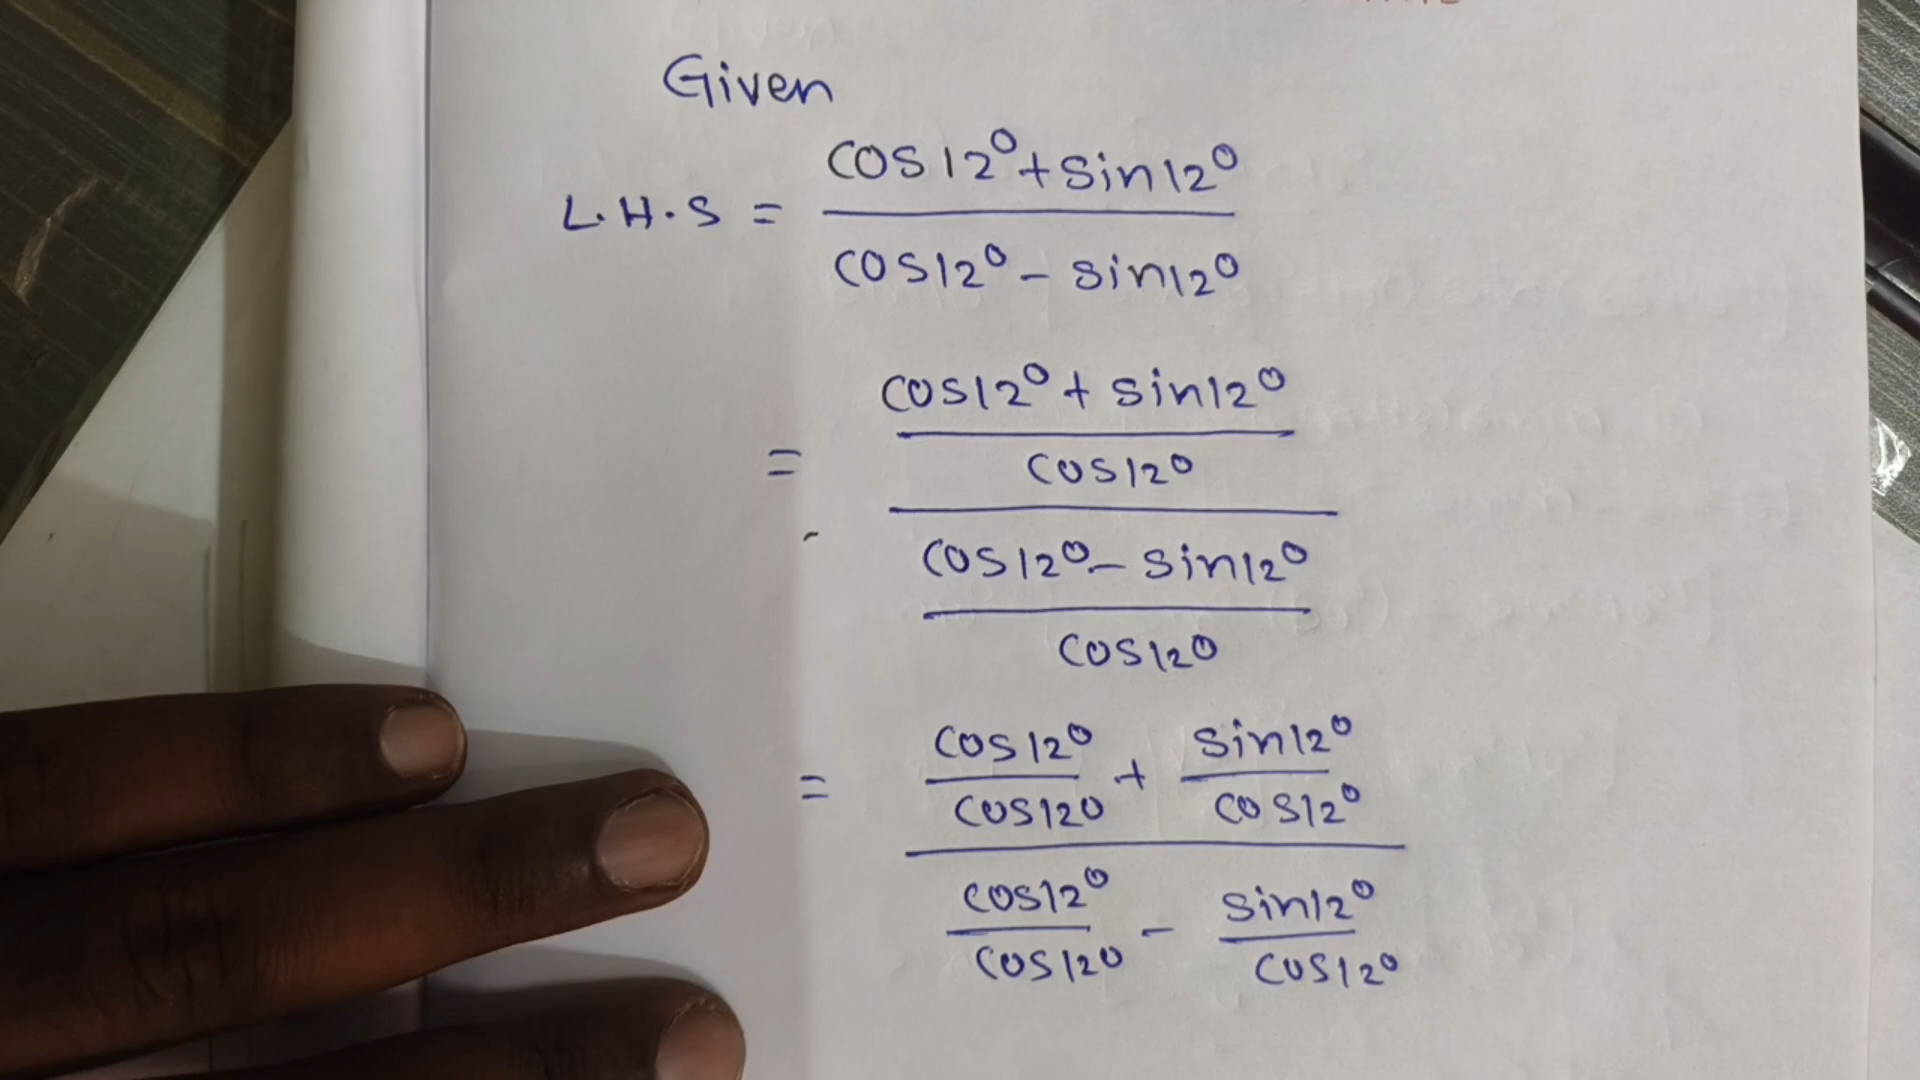 Given
L.H.S = cos12°+sin12° / cos12°-sin12°
= cos12°+sin12° / cos12° / cos12°-sin12° / cos12°
= cos12°/cos12° + sin12°/cos12° / cos12°/cos12° - sin12°/cos12°